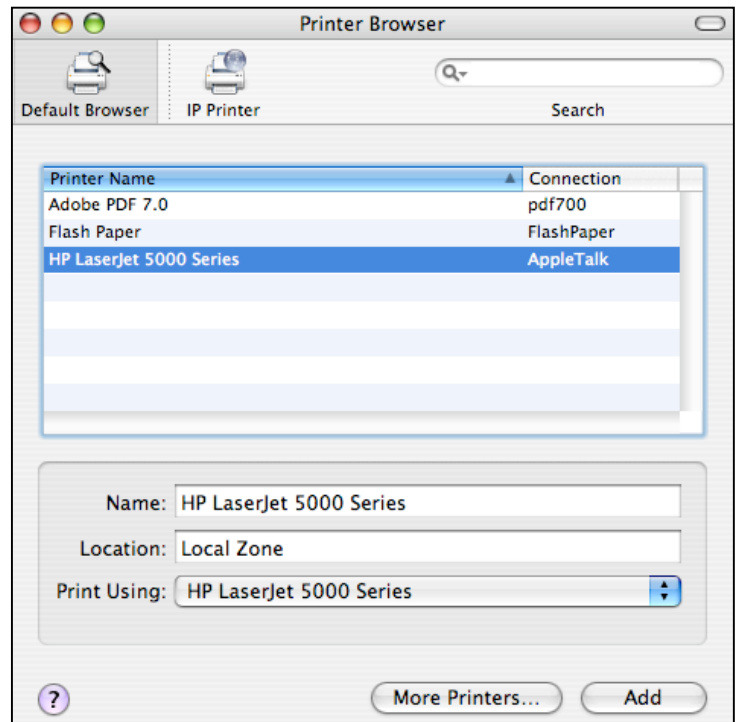 Printer Browser
Default Browser
IP Printer
Search
Printer Name Connection
Adobe PDF 7.0 pdf700
Flash Paper FlashPaper
HP LaserJet 5000 Series AppleTalk
Name: HP LaserJet 5000 Series
Location: Local Zone
Print Using: HP LaserJet 5000 Series
? More Printers... Add